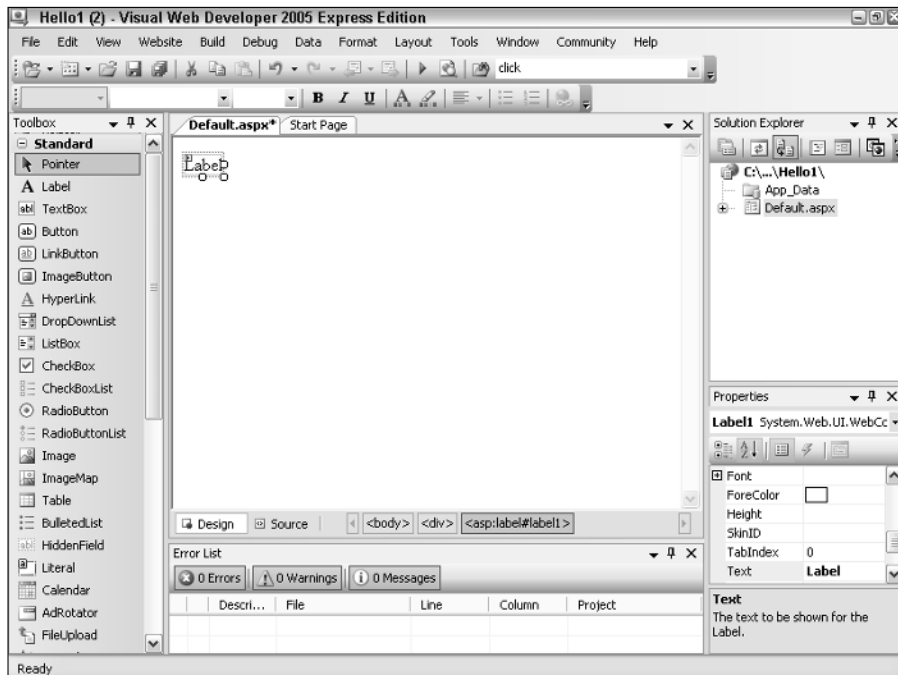 Hello1 (2) - Visual Web Developer 2005 Express Edition
File Edit View Website Build Debug Data Format Layout Tools Window Community Help
click
B I U A
Toolbox
Standard
Pointer
A Label
abl TextBox
ab Button
ab LinkButton
ImageButton
A HyperLink
DropDownList
ListBox
CheckBox
CheckBoxList
RadioButton
RadioButtonList
Image
ImageMap
Table
BulletedList
abl HiddenField
Literal
Calendar
AdRotator
FileUpload
Default.aspx* Start Page
Label
Design Source <body> <div> <asp:label#label1>
Error List
0 Errors 0 Warnings 0 Messages
Descri... File Line Column Project
Solution Explorer
C:\...\Hello1\
App_Data
Default.aspx
Properties
Label1 System.Web.UI.WebCc
Font
ForeColor
Height
SkinID
TabIndex 0
Text Label
Text
The text to be shown for the
Label.
Ready